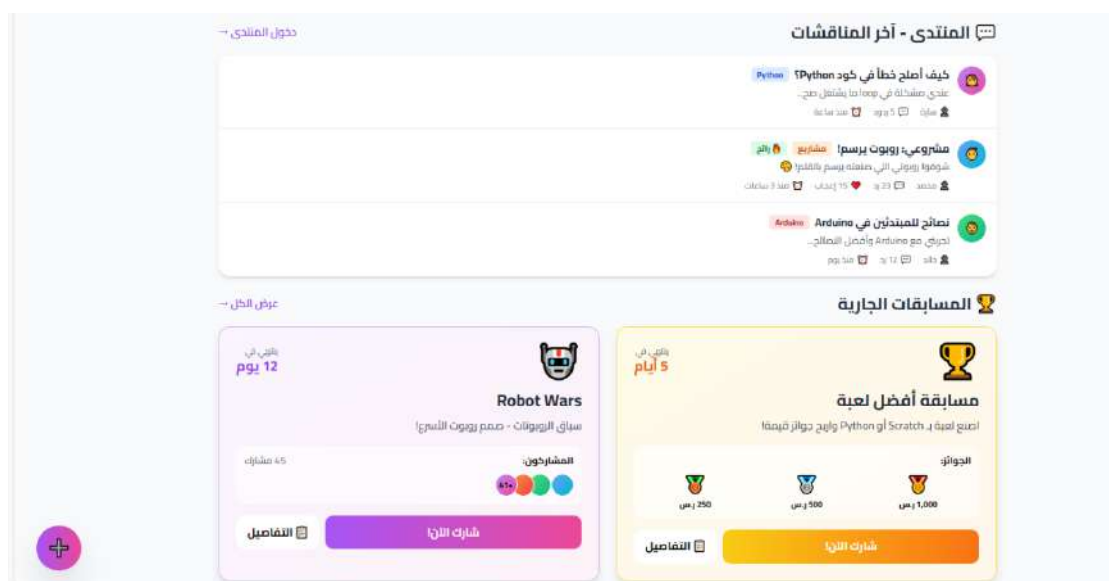 المنتدى - آخر المناقشات
دخول المنتدى ←
كيف أصلح خطأ في كود Python؟ Python
عندي مشكلة في loop ما يشتغل صح...
سارة 5 ردود منذ ساعة
مشروعي: روبوت يرسم! مشاريع رائج
شوفوا روبوتي اللي صنعته يرسم بالقلم!
محمد 23 رد 15 إعجاب منذ 3 ساعات
نصائح للمبتدئين في Arduino Arduino
تجربتي مع Arduino وأفضل النصائح...
خالد 12 رد منذ يوم
المسابقات الجارية
عرض الكل ←
ينتهي في
5 أيام
مسابقة أفضل لعبة
اصنع لعبة بـ Scratch أو Python واربح جوائز قيمة!
الجوائز:
1,000 ر.س
500 ر.س
250 ر.س
شارك الآن!
التفاصيل
ينتهي في
12 يوم
Robot Wars
سباق الروبوتات - صمم روبوت الأسرع!
المشاركون:
45 مشارك
+41
شارك الآن!
التفاصيل